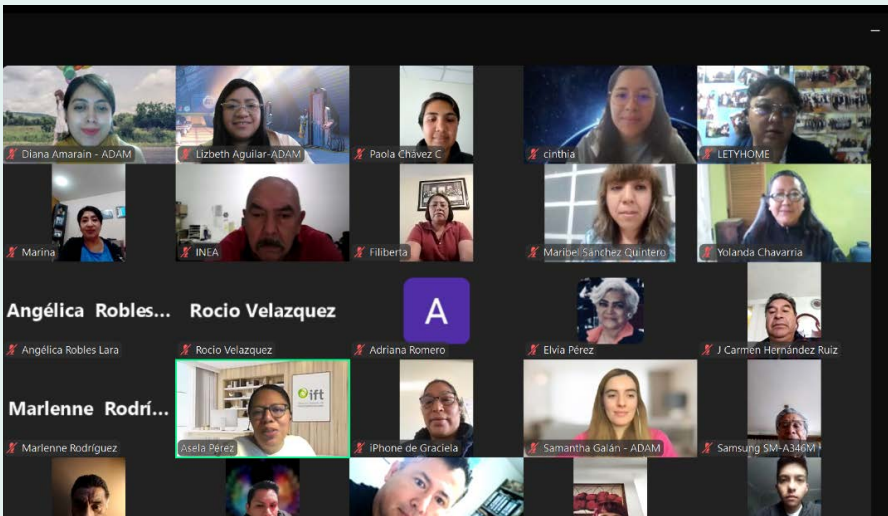 Diana Amarain - ADAM
Lizbeth Aguilar-ADAM
Paola Chávez C
cinthia
LETYHOME
Marina
INEA
Filiberta
Maribel Sánchez Quintero
Yolanda Chavarria
Angélica Robles...
Rocio Velazquez
A
Angélica Robles Lara
Rocio Velazquez
Adriana Romero
Elvia Pérez
J Carmen Hernández Ruiz
Marlenne Rodrí...
ift
Marlenne Rodríguez
Asela Pérez
iPhone de Graciela
Samantha Galán - ADAM
Samsung SM-A346M